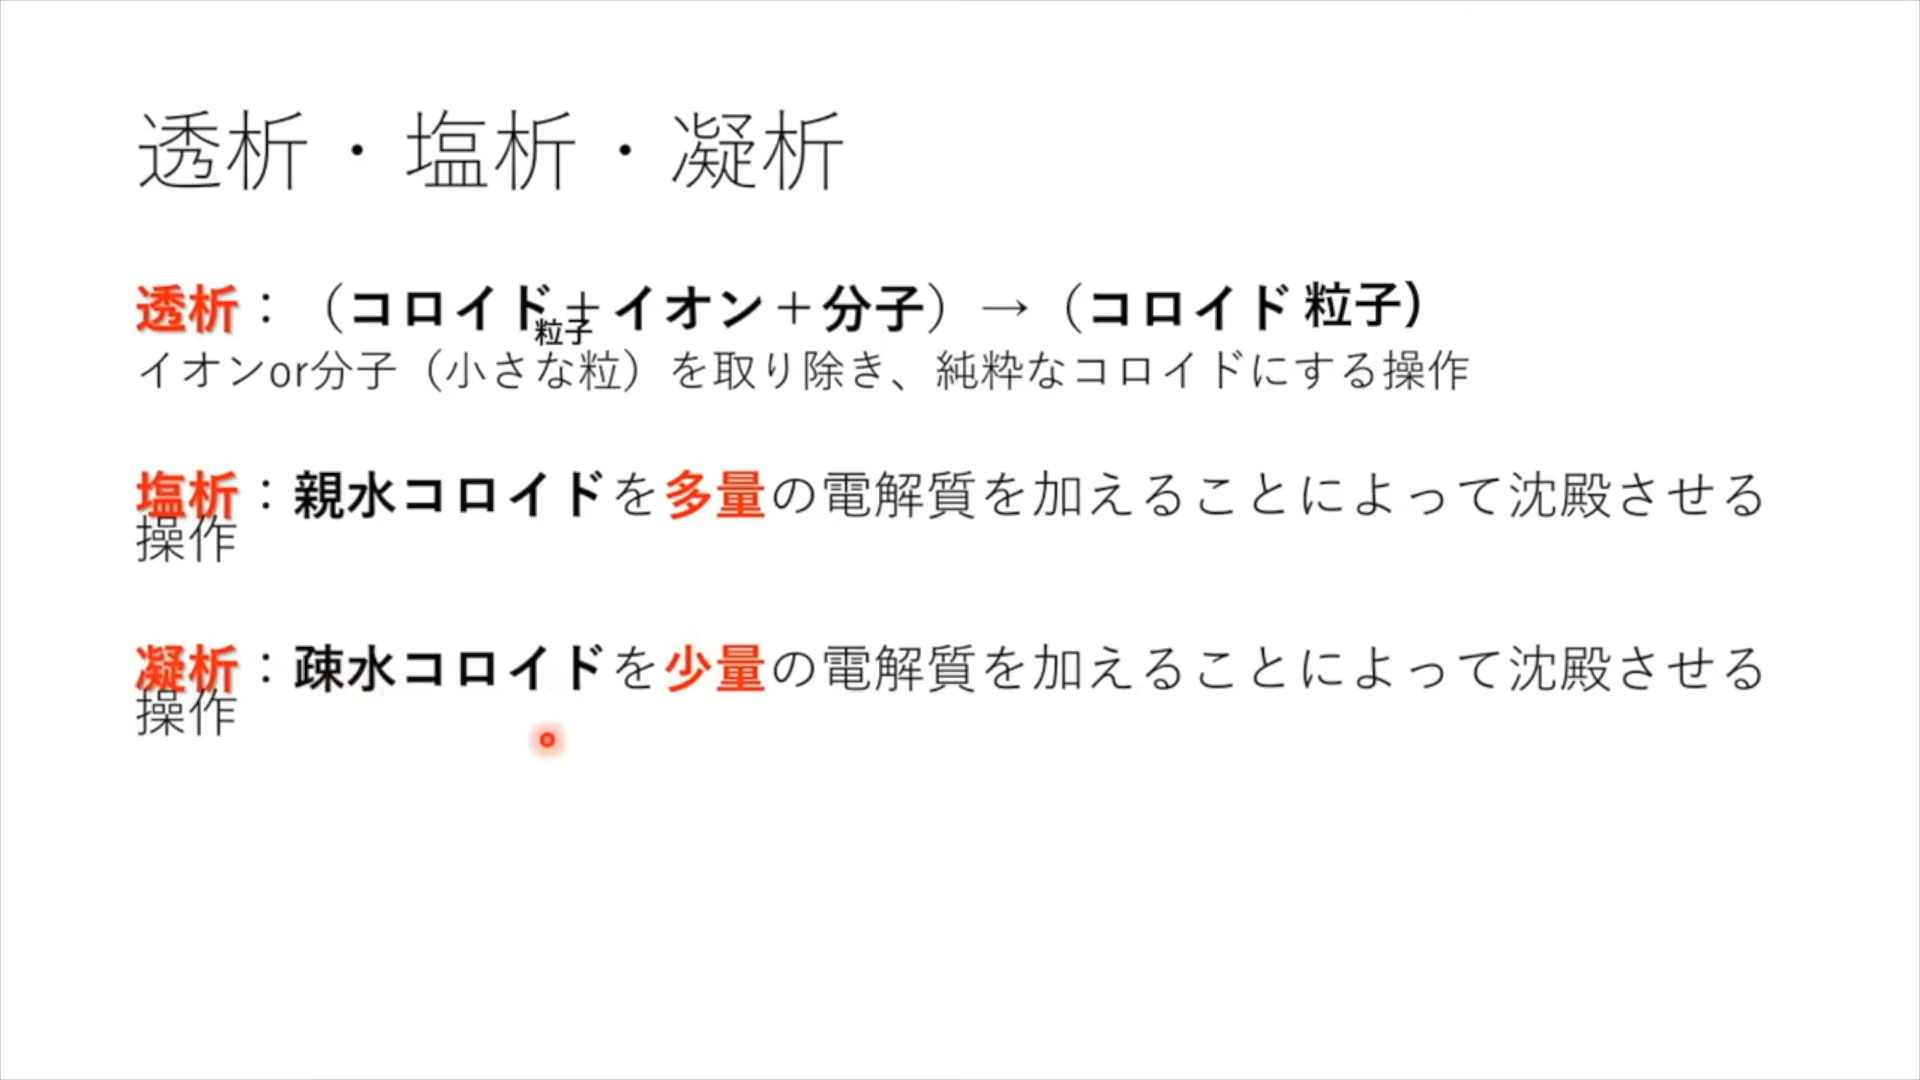 透析・塩析・凝析
透析：（コロイド粒子＋イオン＋分子）→（コロイド粒子）
イオンor分子（小さな粒）を取り除き、純粋なコロイドにする操作
塩析：親水コロイドを多量の電解質を加えることによって沈殿させる
操作
凝析：疎水コロイドを少量の電解質を加えることによって沈殿させる
操作